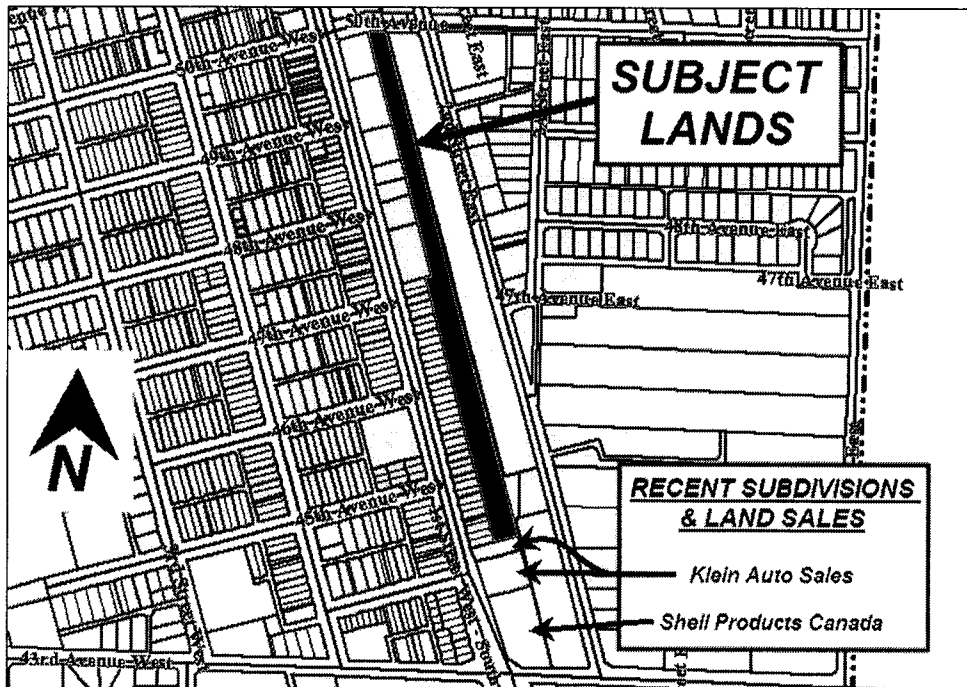 50th Avenue West
50th Avenue West
SUBJECT
LANDS
49th Avenue West
48th Avenue West
48th Avenue East
47th Avenue East
47th Avenue East
47th Avenue West
46th Avenue West
N
RECENT SUBDIVISIONS
& LAND SALES
45th Avenue West
Klein Auto Sales
Shell Products Canada
43rd Avenue West